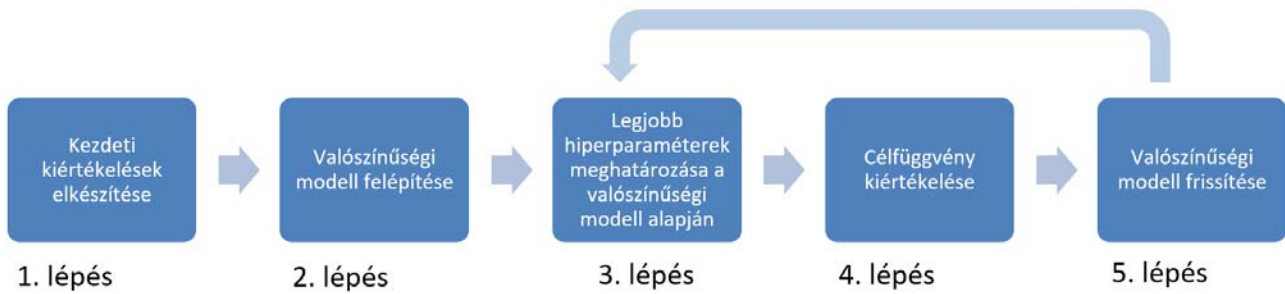 Kezdeti
kiértékelések
elkészítése
Valószínűségi
modell felépítése
Legjobb
hiperparaméterek
meghatározása a
valószínűségi
modell alapján
Célfüggvény
kiértékelése
Valószínűségi
modell frissítése
1. lépés
2. lépés
3. lépés
4. lépés
5. lépés